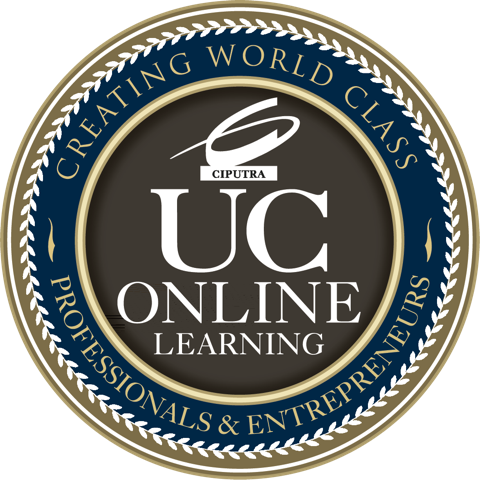 CREATING WORLD CLASS
CIPUTRA
UC
ONLINE
LEARNING
PROFESSIONALS & ENTREPRENEURS